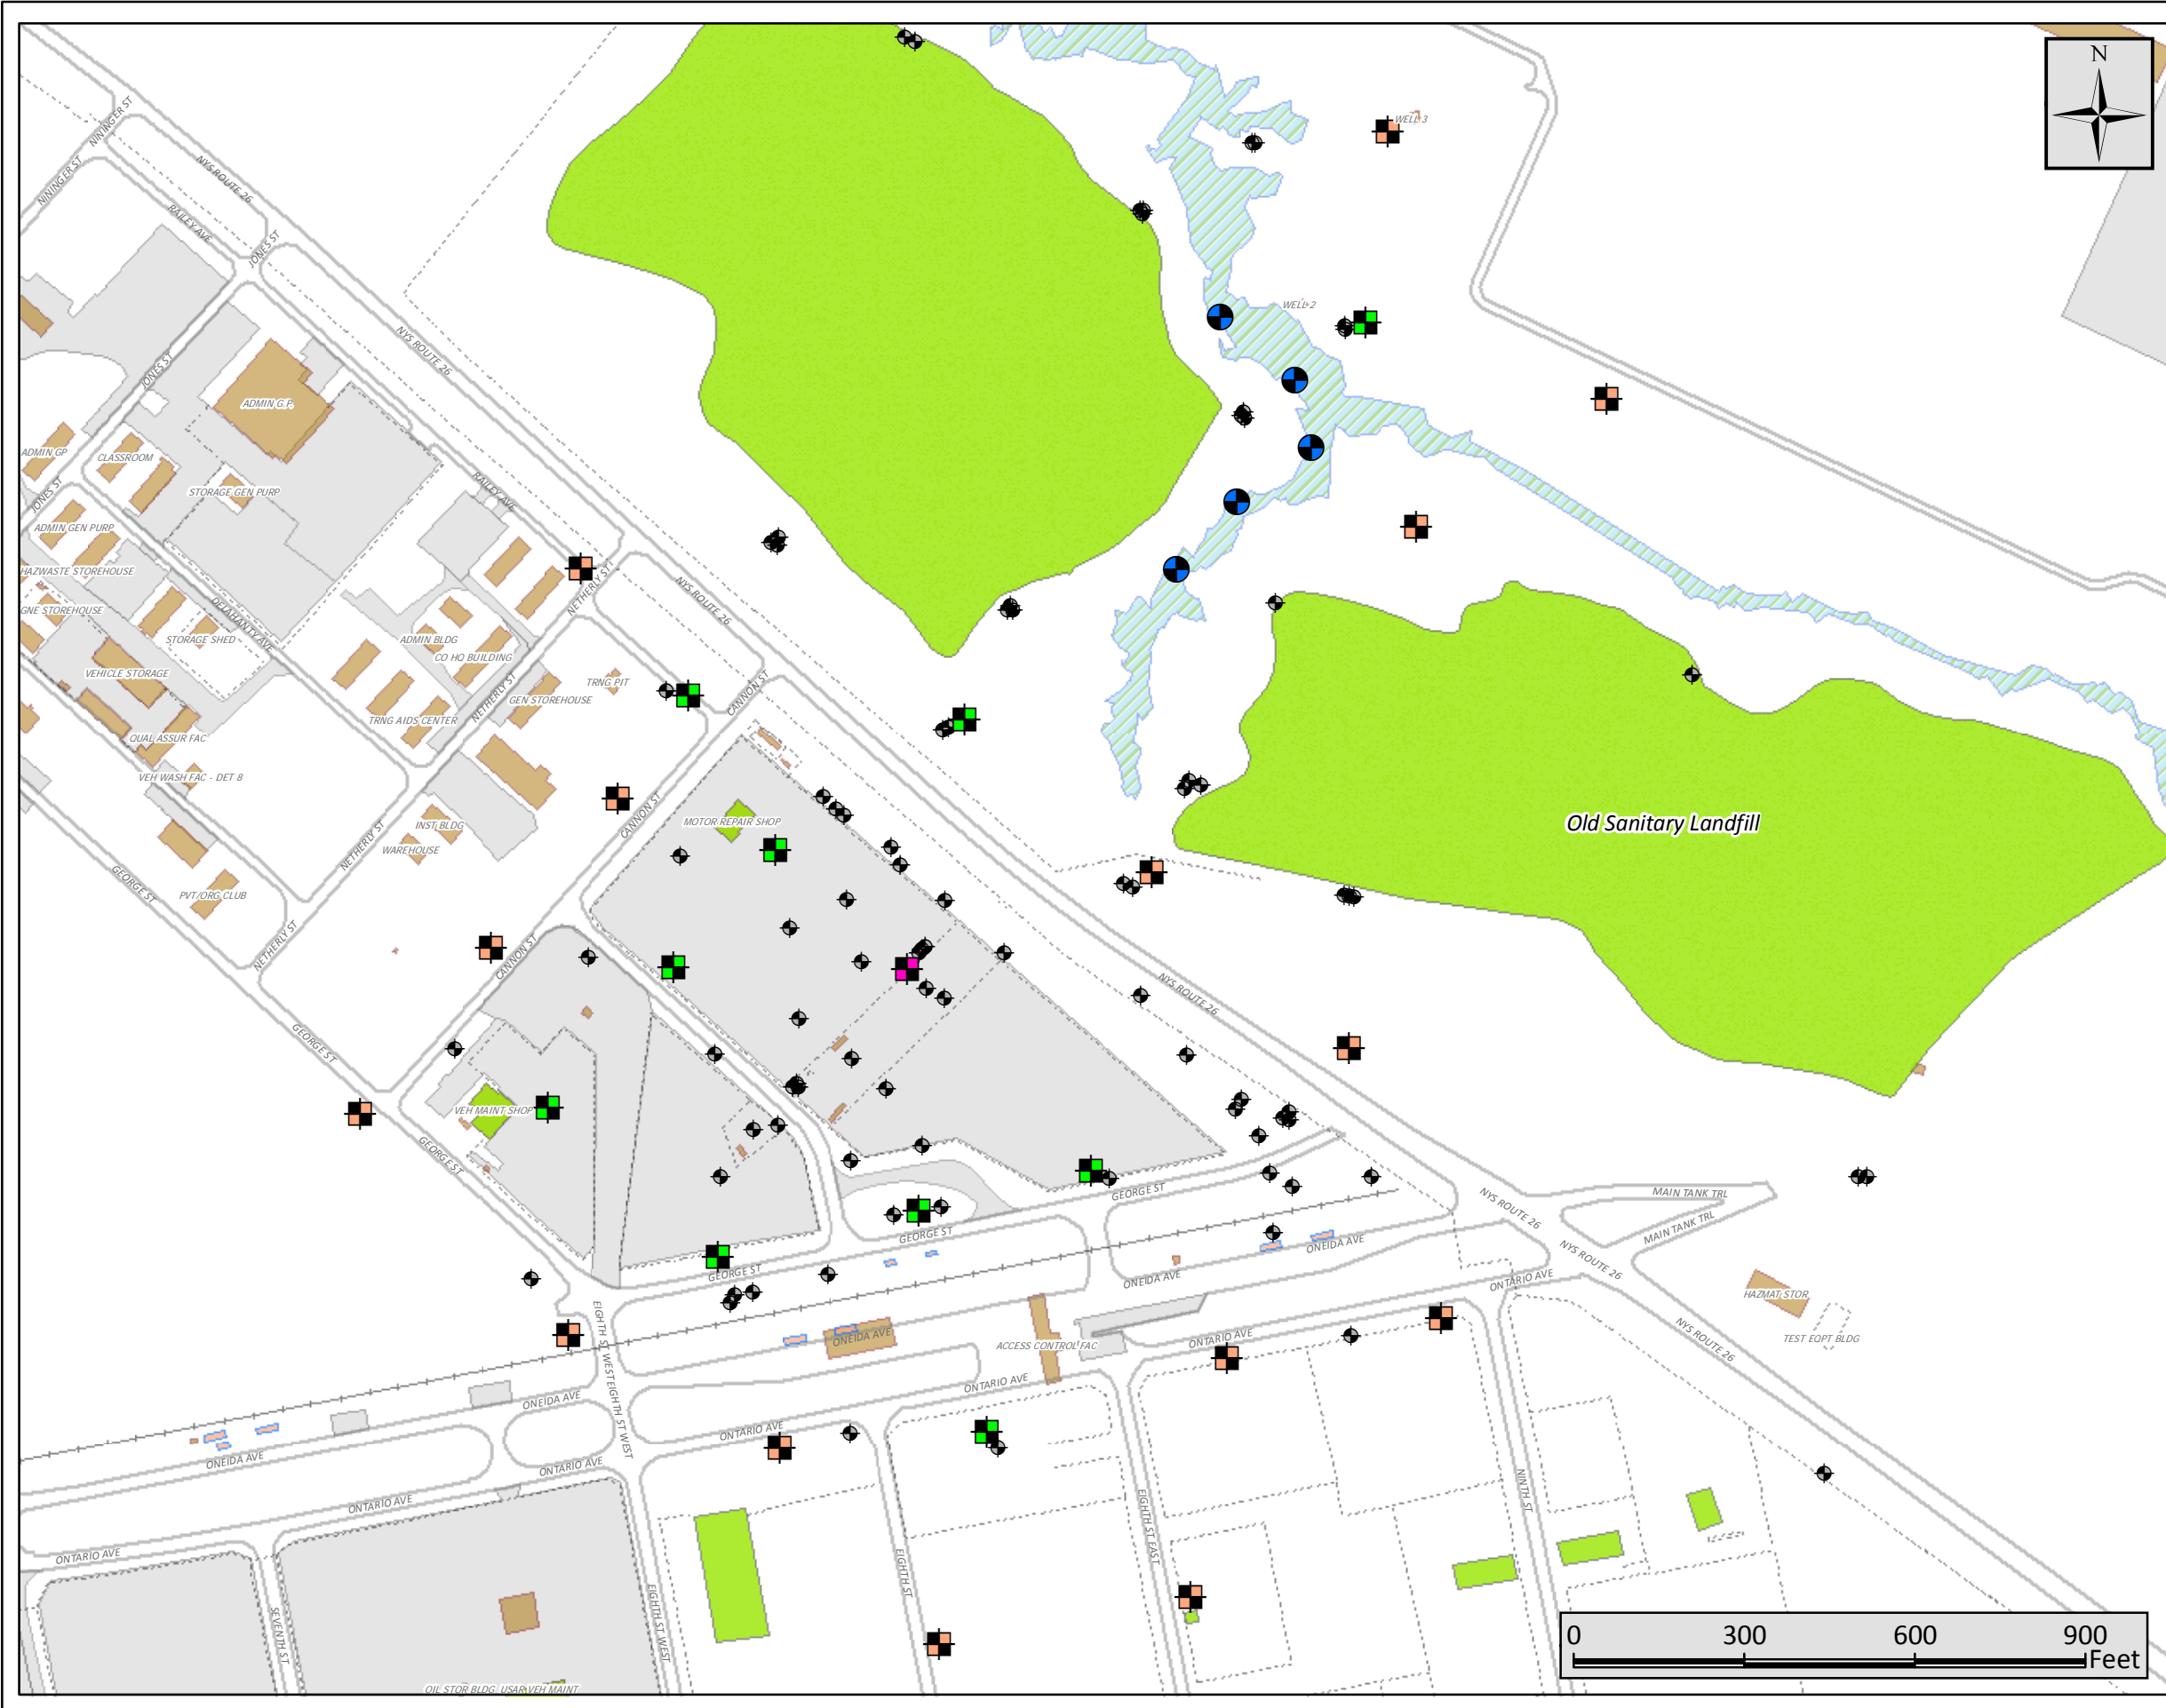 N
WELL 3
NININGER ST
NININGER ST
NYS ROUTE 26
RAILEY AVE
JONES ST
WELL 2
NYS ROUTE 26
JONES ST
ADMIN G.P.
ADMIN GP
CLASSROOM
STORAGE GEN PURP
RAILEY AVE
JONES ST
ADMIN GEN PURP
HAZWASTE STOREHOUSE
NETHERLY ST
NYS ROUTE 26
GNE STOREHOUSE
DELAHANTY AVE
STORAGE SHED
ADMIN BLDG
CO HQ BUILDING
VEHICLE STORAGE
TRNG PIT
NETHERLY ST
GEN STOREHOUSE
CANNON ST
TRNG AIDS CENTER
QUAL ASSUR FAC
VEH WASH FAC - DET 8
CANNON ST
MOTOR REPAIR SHOP
Old Sanitary Landfill
INST BLDG
WAREHOUSE
NETHERLY ST
GEORGE ST
PVT/ORG CLUB
NETHERLY ST
CANNON ST
NYS ROUTE 26
GEORGE ST
VEH MAINT SHOP
GEORGE ST
GEORGE ST
MAIN TANK TRL
NYS ROUTE 26
MAIN TANK TRL
GEORGE ST
ONEIDA AVE
NYS ROUTE 26
GEORGE ST
ONEIDA AVE
ONTARIO AVE
HAZMAT STOR
EIGHTH ST WEST
ONEIDA AVE
ACCESS CONTROL FAC
ONTARIO AVE
TEST EQPT BLDG
NYS ROUTE 26
ONTARIO AVE
ONEIDA AVE
EIGHTH ST WEST
ONTARIO AVE
ONEIDA AVE
ONTARIO AVE
ONTARIO AVE
NINTH ST
EIGHTH ST EAST
ONTARIO AVE
EIGHTH ST
EIGHTH ST WEST
SEVENTH ST
0 300 600 900
Feet
OIL STOR BLDG USAR VEH MAINT